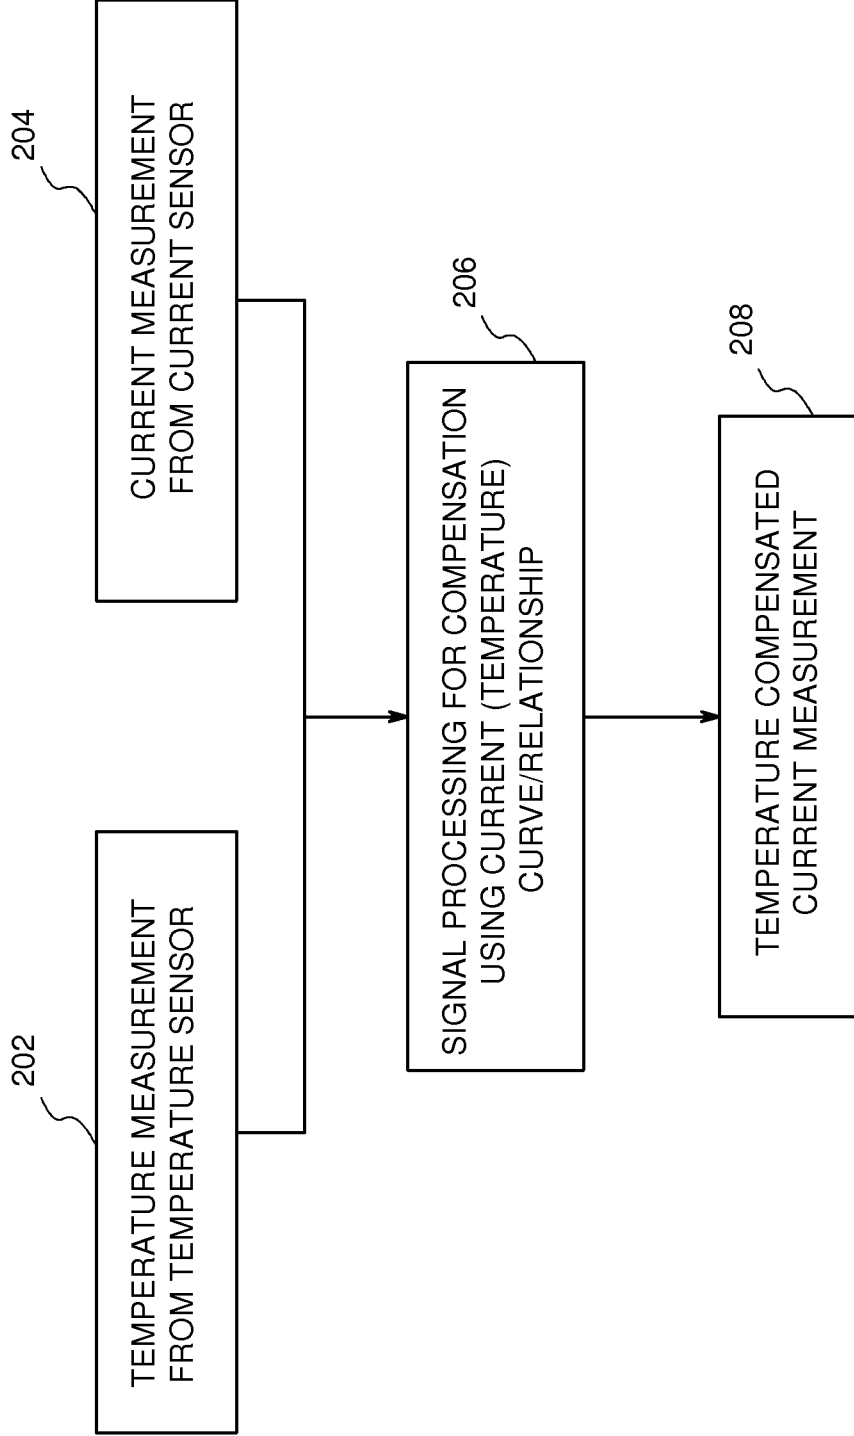 202
TEMPERATURE MEASUREMENT
FROM TEMPERATURE SENSOR
204
CURRENT MEASUREMENT
FROM CURRENT SENSOR
206
SIGNAL PROCESSING FOR COMPENSATION
USING CURRENT (TEMPERATURE)
CURVE/RELATIONSHIP
208
TEMPERATURE COMPENSATED
CURRENT MEASUREMENT